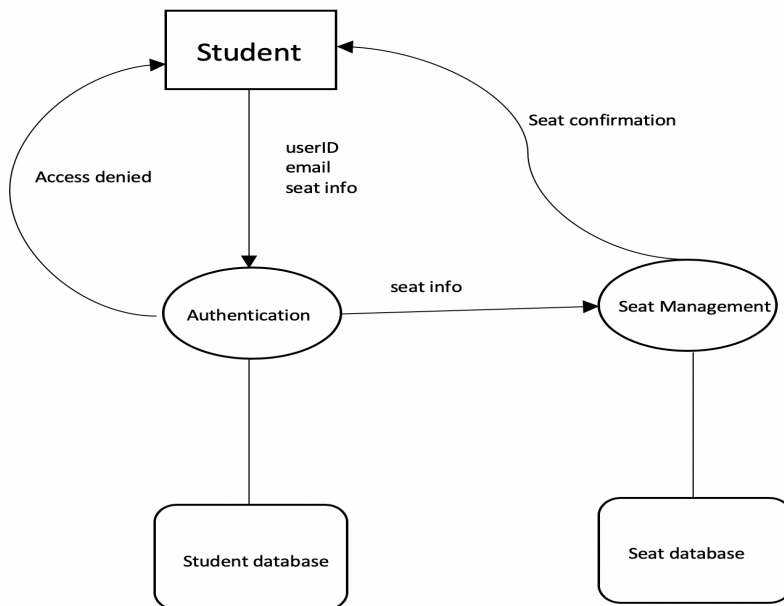 Student
Seat confirmation
userID
email
seat info
Access denied
seat info
Authentication
Seat Management
Student database
Seat database